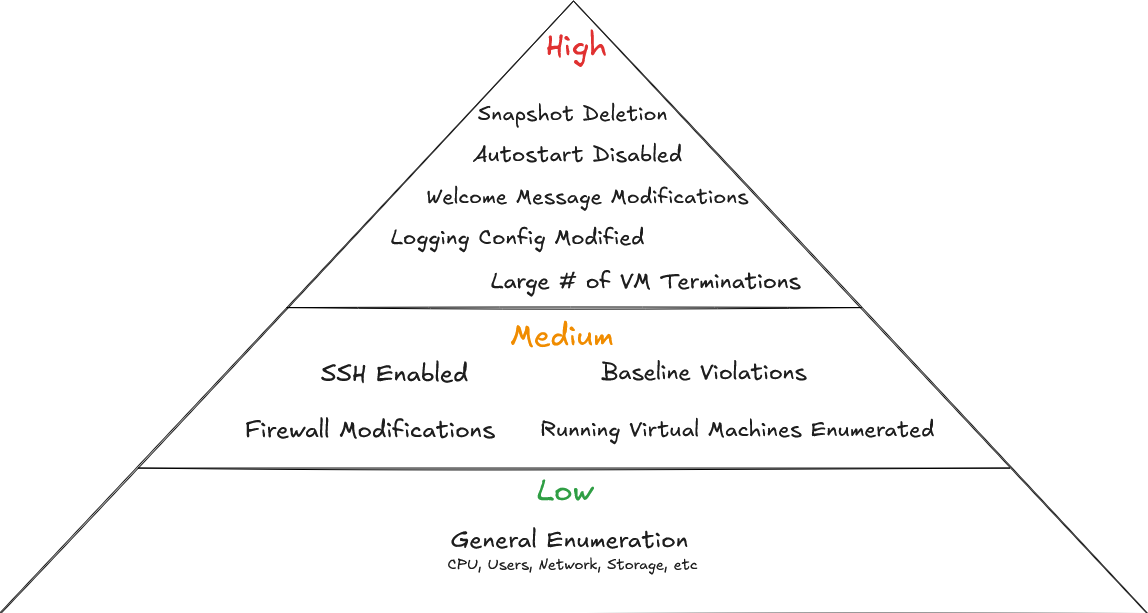 High
Snapshot Deletion
Autostart Disabled
Welcome Message Modifications
Logging Config Modified
Large # of VM Terminations
Medium
SSH Enabled
Baseline Violations
Firewall Modifications
Running Virtual Machines Enumerated
Low
General Enumeration
CPU, Users, Network, Storage, etc